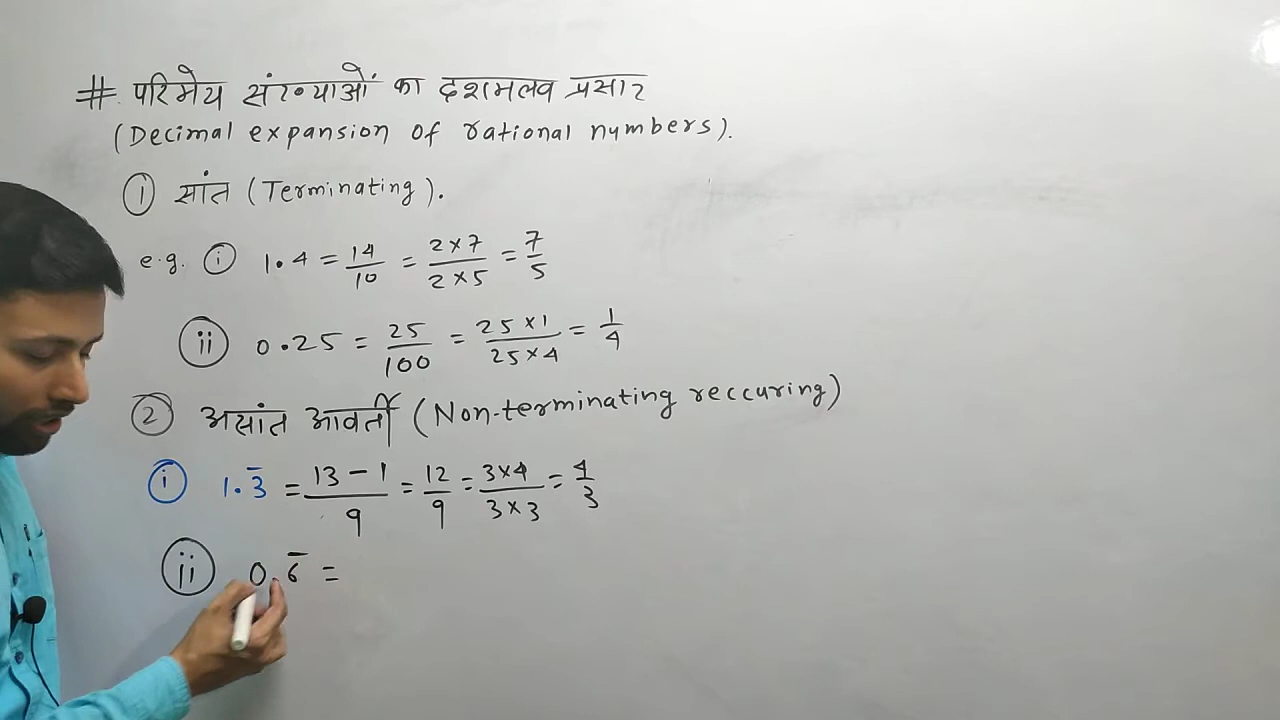 # परिमेय संख्याओं का दशमलव प्रसार
(Decimal expansion of rational numbers).
① सांत (Terminating).
e.g. ⓘ 1.4 = 14/10 = 2×7/2×5 = 7/5
ⅱ 0.25 = 25/100 = 25×1/25×4 = 1/4
② असांत आवर्ती (Non-terminating reccuring)
ⓘ 1.3̅ = 13-1/9 = 12/9 = 3×4/3×3 = 4/3
ⅱ 0.6̅ =